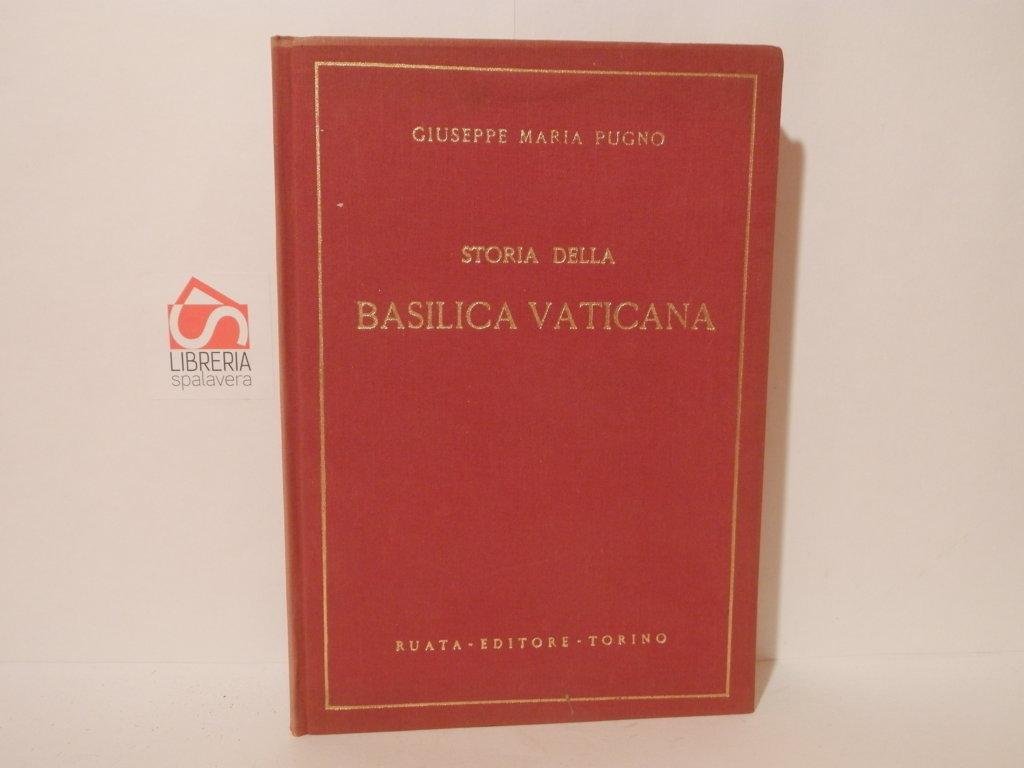 GIUSEPPE MARIA PUGNO
STORIA DELLA
BASILICA VATICANA
RUATA-EDITORE-TORINO
LIBRERIA
spalavera